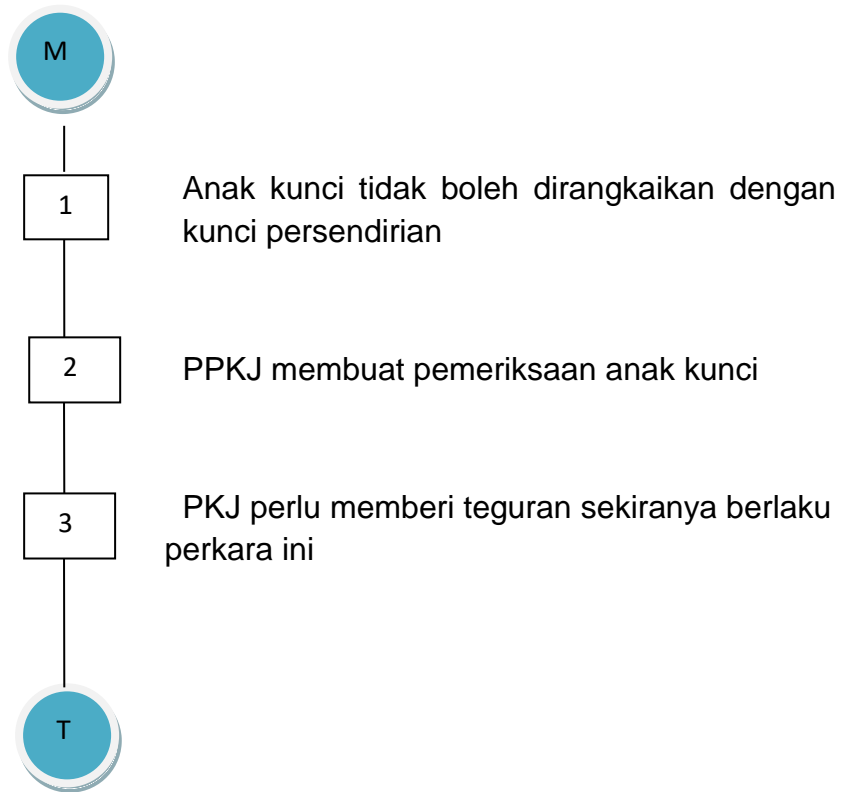 M
1
Anak kunci tidak boleh dirangkaikan dengan
kunci persendirian
2
PPKJ membuat pemeriksaan anak kunci
3
PKJ perlu memberi teguran sekiranya berlaku
perkara ini
T